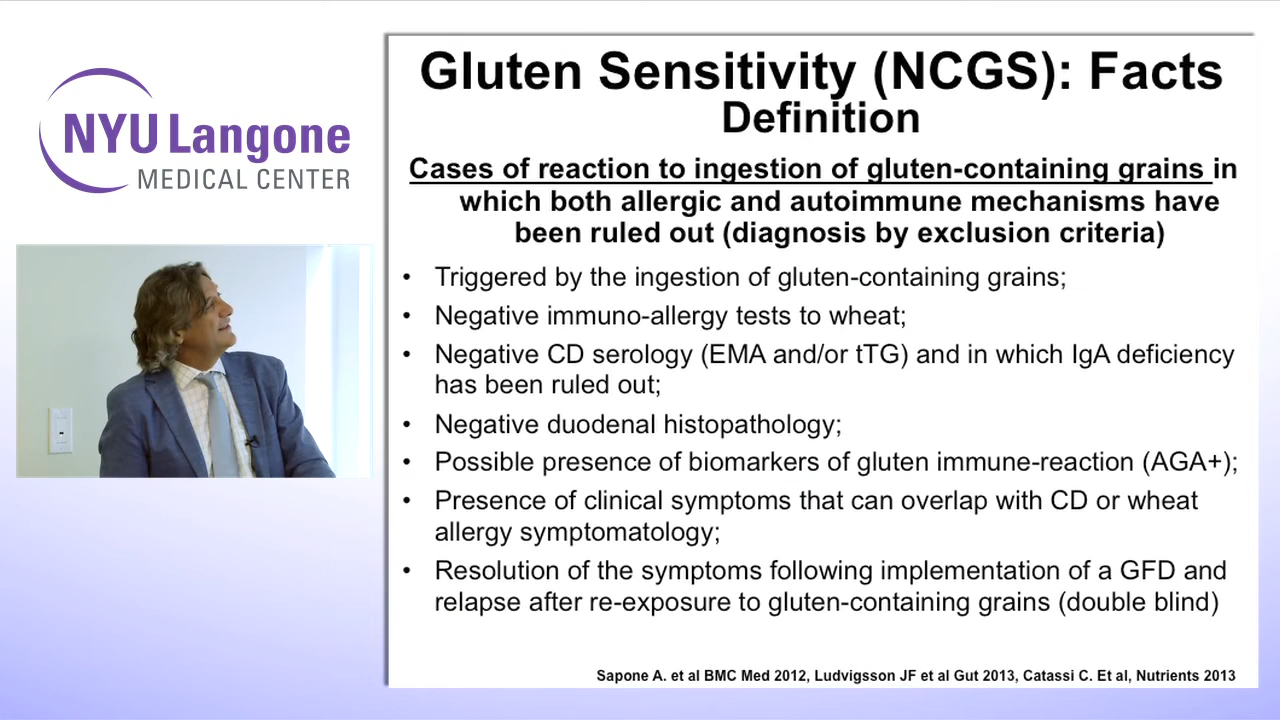 NYU Langone
MEDICAL CENTER
Gluten Sensitivity (NCGS): Facts
Definition
Cases of reaction to ingestion of gluten-containing grains in
which both allergic and autoimmune mechanisms have
been ruled out (diagnosis by exclusion criteria)
• Triggered by the ingestion of gluten-containing grains;
• Negative immuno-allergy tests to wheat;
• Negative CD serology (EMA and/or tTG) and in which IgA deficiency
has been ruled out;
• Negative duodenal histopathology;
• Possible presence of biomarkers of gluten immune-reaction (AGA+);
• Presence of clinical symptoms that can overlap with CD or wheat
allergy symptomatology;
• Resolution of the symptoms following implementation of a GFD and
relapse after re-exposure to gluten-containing grains (double blind)
Sapone A. et al BMC Med 2012, Ludvigsson JF et al Gut 2013, Catassi C. Et al, Nutrients 2013